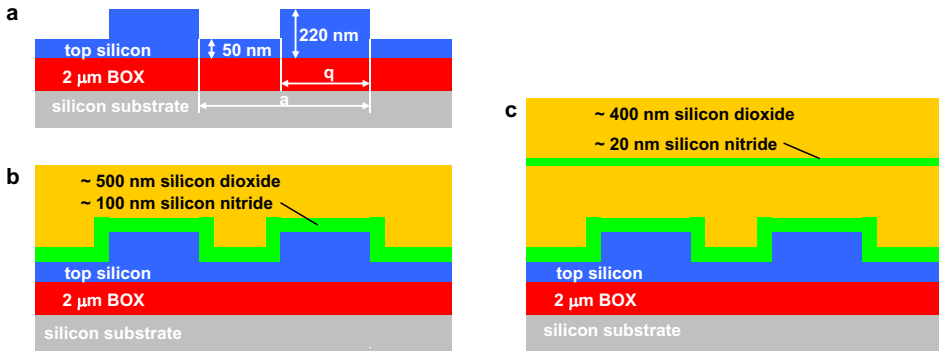 a
220 nm
top silicon
50 nm
q
2 μm BOX
silicon substrate
a
b
~ 500 nm silicon dioxide
~ 100 nm silicon nitride
top silicon
2 μm BOX
silicon substrate
c
~ 400 nm silicon dioxide
~ 20 nm silicon nitride
top silicon
2 μm BOX
silicon substrate